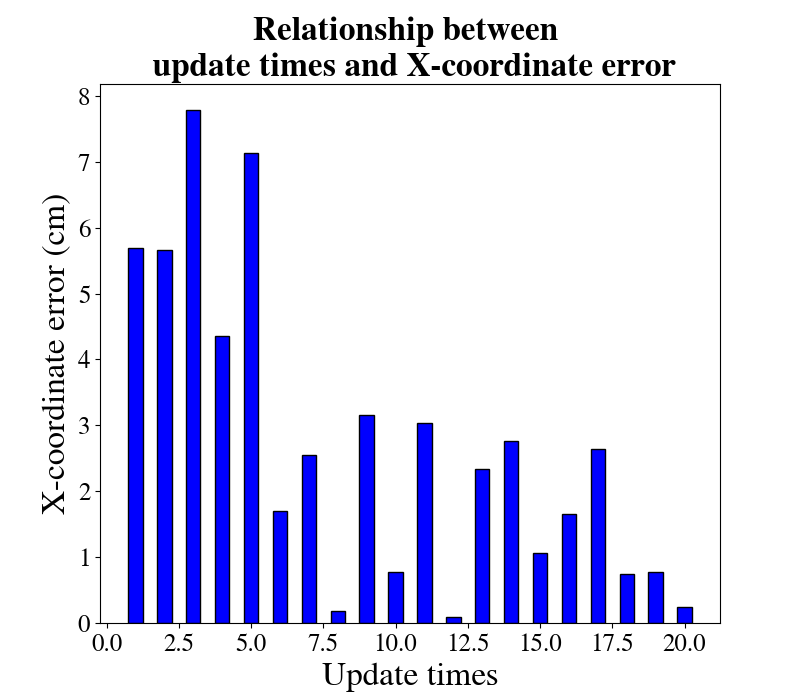 Relationship between
update times and X-coordinate error
X-coordinate error (cm)
8
7
6
5
4
3
2
1
0
0.0 2.5 5.0 7.5 10.0 12.5 15.0 17.5 20.0
Update times